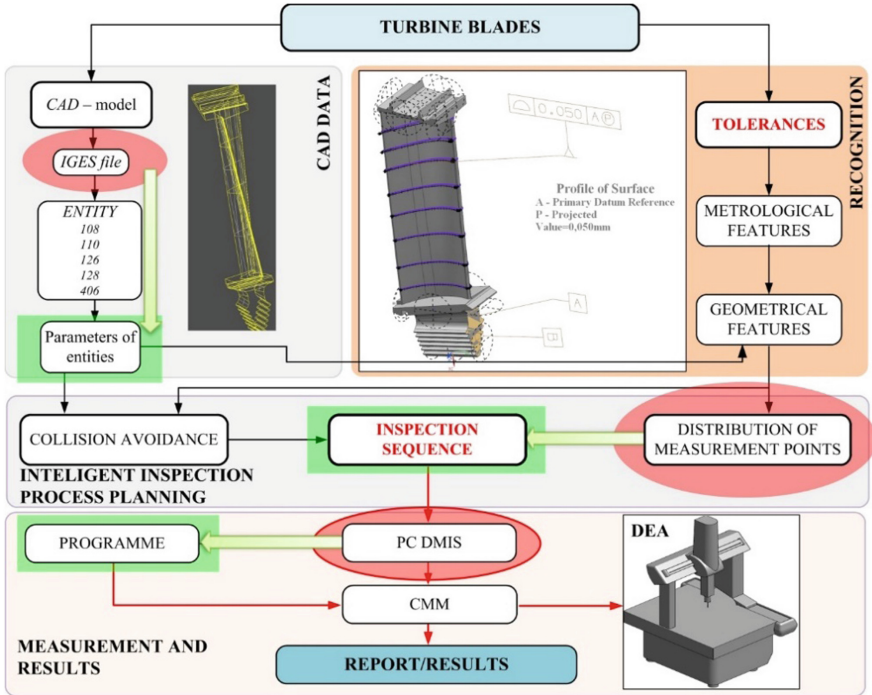 TURBINE BLADES
CAD – model
IGES file
ENTITY
108
110
126
128
406
Parameters of
entities
CAD DATA
0.050 A P
Profile of Surface
A - Primary Datum Reference
P - Projected
Value=0,050mm
A
B
RECOGNITION
TOLERANCES
METROLOGICAL
FEATURES
GEOMETRICAL
FEATURES
COLLISION AVOIDANCE
INSPECTION
SEQUENCE
DISTRIBUTION OF
MEASUREMENT POINTS
INTELIGENT INSPECTION
PROCESS PLANNING
PROGRAMME
PC DMIS
DEA
CMM
MEASUREMENT AND
RESULTS
REPORT/RESULTS